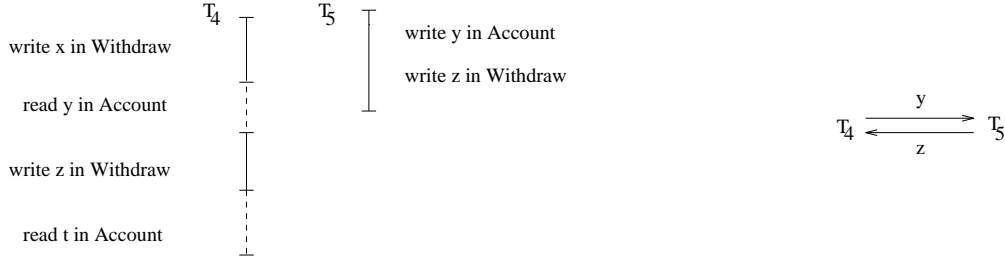 T4
T5
write x in Withdraw
read y in Account
write z in Withdraw
read t in Account
write y in Account
write z in Withdraw
y
T4
T5
z